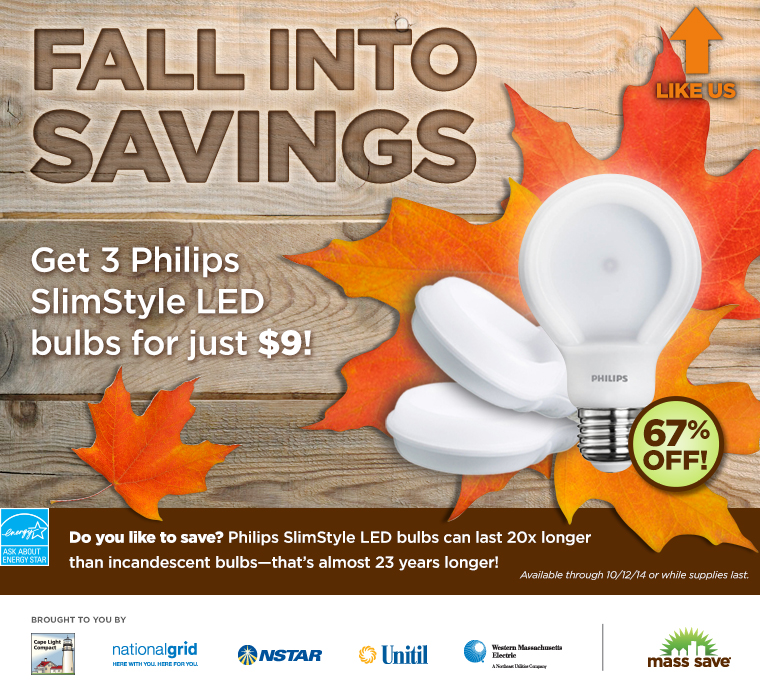 FALL INTO
SAVINGS
LIKE US
Get 3 Philips
SlimStyle LED
bulbs for just $9!
PHILIPS
67%
OFF!
energy
ASK ABOUT
ENERGY STAR
Do you like to save? Philips SlimStyle LED bulbs can last 20x longer
than incandescent bulbs—that's almost 23 years longer!
Available through 10/12/14 or while supplies last.
BROUGHT TO YOU BY
Cape Light
Compact
nationalgrid
HERE WITH YOU. HERE FOR YOU.
NSTAR
Unitil
Western Massachusetts
Electric
A Northeast Utilities Company
mass save